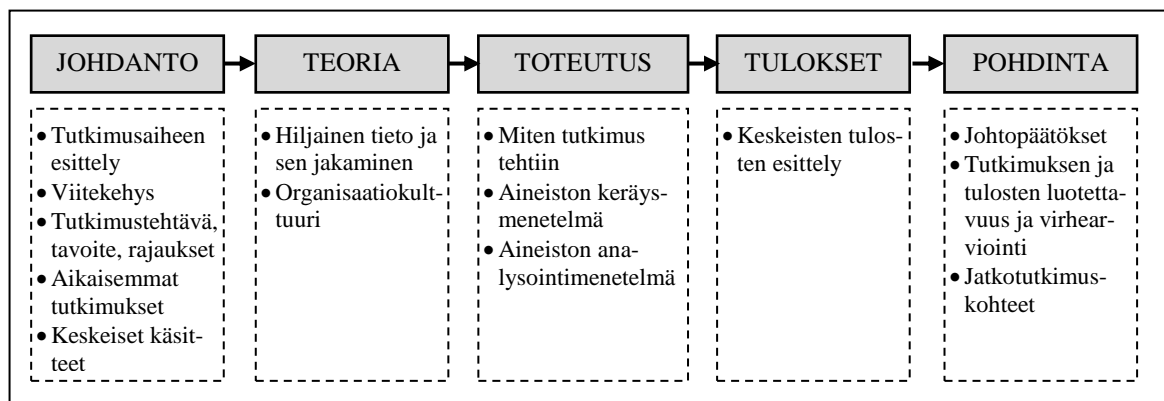 JOHDANTO
• Tutkimusaiheen
esittely
• Viitekehys
• Tutkimustehtävä,
tavoite, rajaukset
• Aikaisemmat
tutkimukset
• Keskeiset käsit-
teet
TEORIA
• Hiljainen tieto ja
sen jakaminen
• Organisaatiokult-
tuuri
TOTEUTUS
• Miten tutkimus
tehtiin
• Aineiston keräys-
menetelmä
• Aineiston ana-
lysointimenetelmä
TULOKSET
• Keskeisten tulos-
ten esittely
POHDINTA
• Johtopäätökset
• Tutkimuksen ja
tulosten luotetta-
vuus ja virhear-
viointi
• Jatkotutkimus-
kohteet